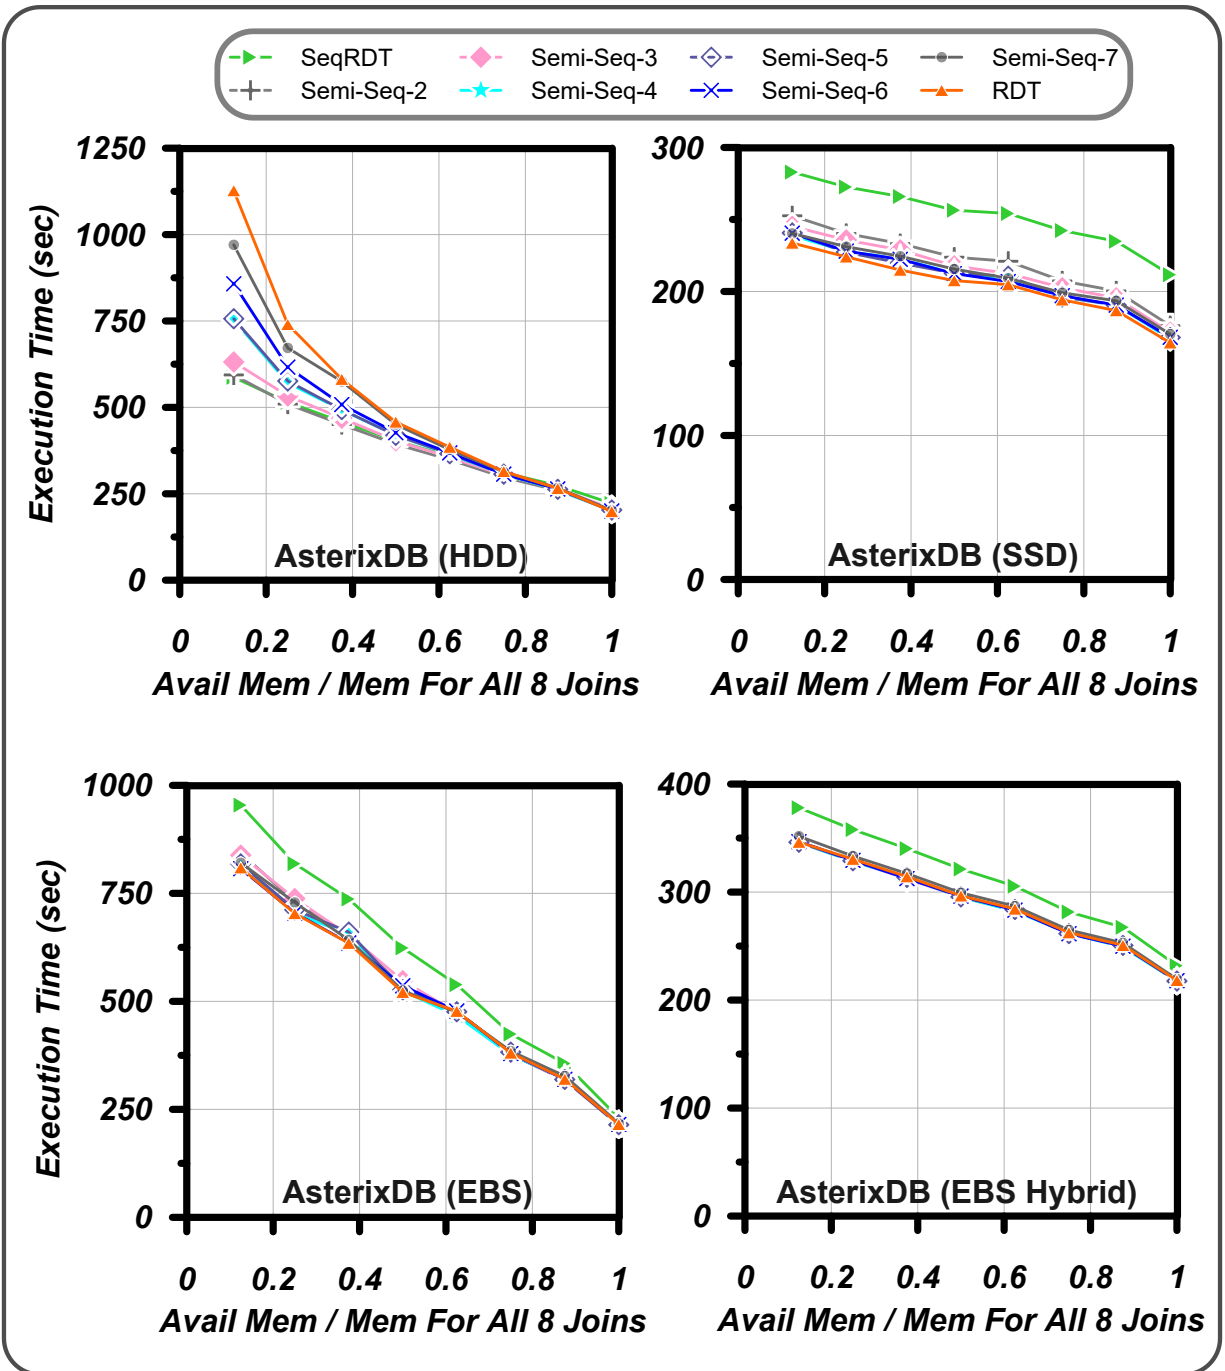 SeqRDT Semi-Seq-3 Semi-Seq-5 Semi-Seq-7
Semi-Seq-2 Semi-Seq-4 Semi-Seq-6 RDT
1250
1000
750
500
250
0
Execution Time (sec)
AsterixDB (HDD)
0 0.2 0.4 0.6 0.8 1
Avail Mem / Mem For All 8 Joins
300
200
100
0
AsterixDB (SSD)
0 0.2 0.4 0.6 0.8 1
Avail Mem / Mem For All 8 Joins
1000
750
500
250
0
Execution Time (sec)
AsterixDB (EBS)
0 0.2 0.4 0.6 0.8 1
Avail Mem / Mem For All 8 Joins
400
300
200
100
0
AsterixDB (EBS Hybrid)
0 0.2 0.4 0.6 0.8 1
Avail Mem / Mem For All 8 Joins